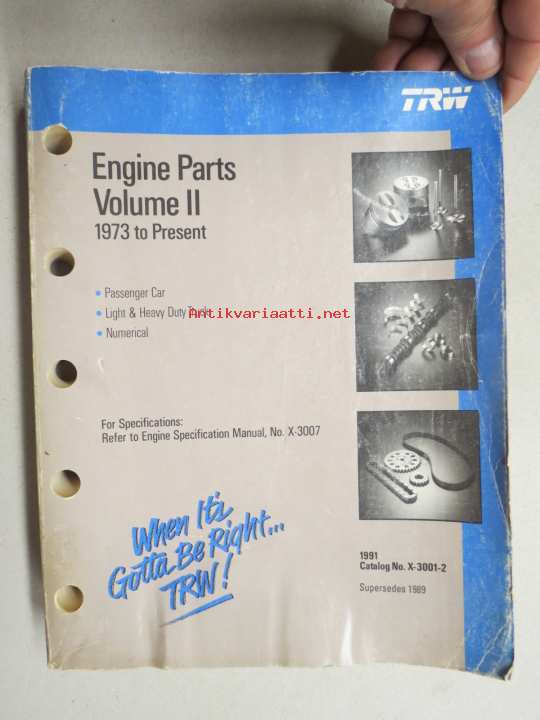 TRW
Engine Parts
Volume II
1973 to Present
• Passenger Car
• Light & Heavy Duty Truck
• Numerical
Antikvariaatti.net
For Specifications:
Refer to Engine Specification Manual, No. X-3007
When It's
Gotta Be Right...
TRW!
1991
Catalog No. X-3001-2
Supersedes 1989